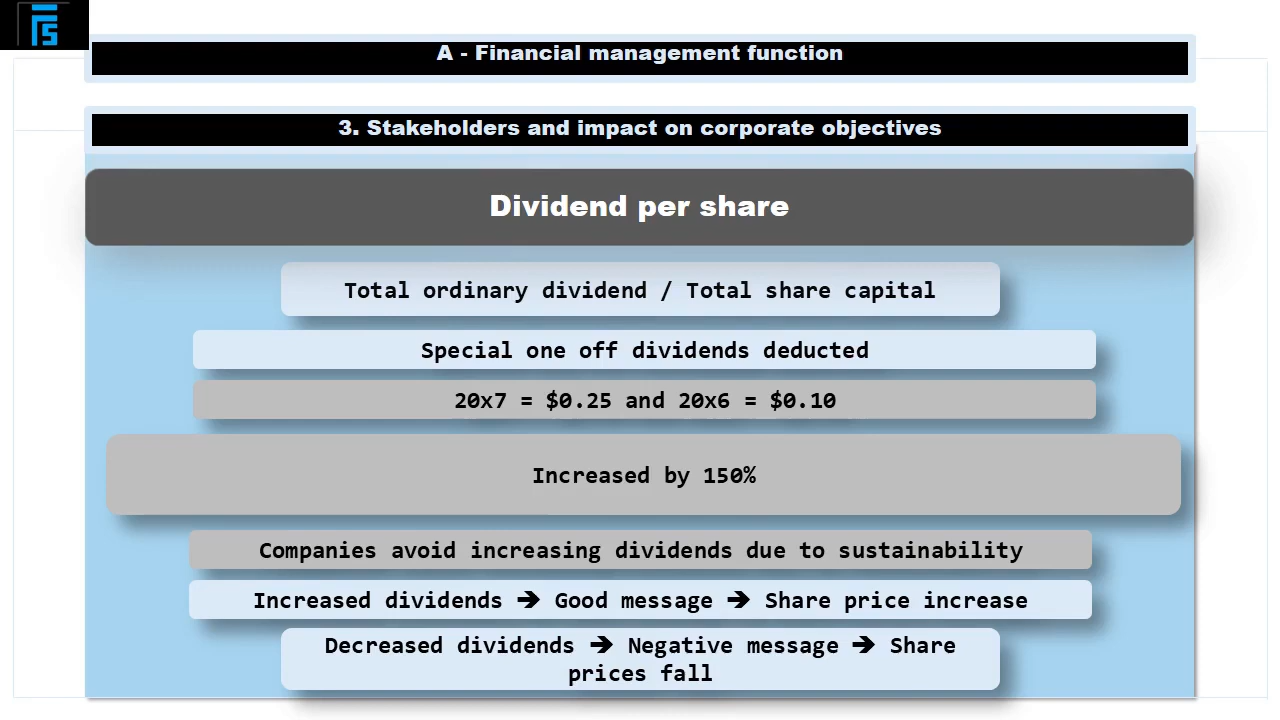 FS
A - Financial management function
3. Stakeholders and impact on corporate objectives
Dividend per share
Total ordinary dividend / Total share capital
Special one off dividends deducted
20x7 = $0.25 and 20x6 = $0.10
Increased by 150%
Companies avoid increasing dividends due to sustainability
Increased dividends ➔ Good message ➔ Share price increase
Decreased dividends ➔ Negative message ➔ Share
prices fall